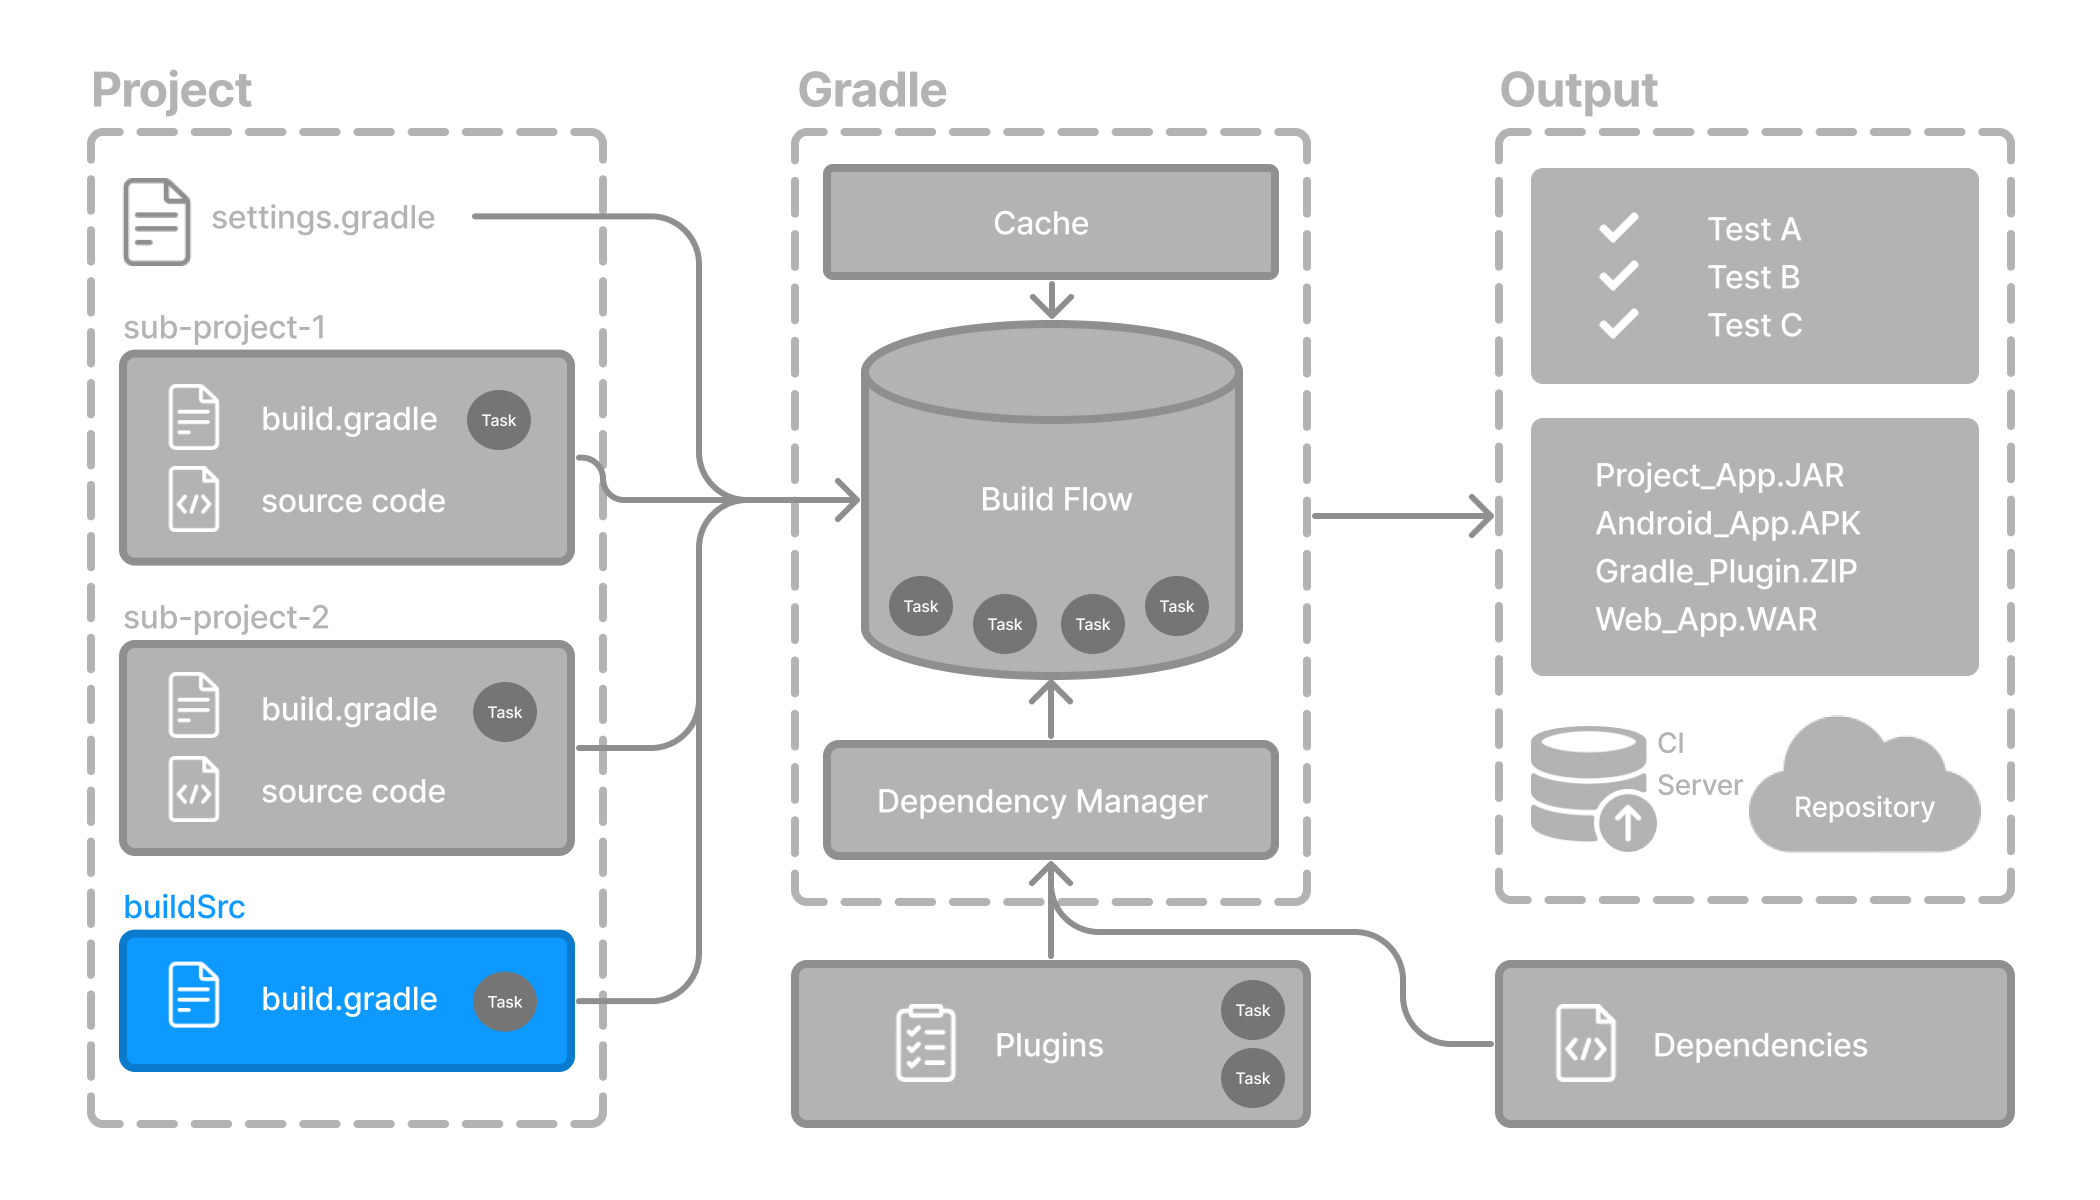 Project
settings.gradle
sub-project-1
build.gradle
Task
source code
sub-project-2
build.gradle
Task
source code
buildSrc
build.gradle
Task
Gradle
Cache
Build Flow
Task
Task
Task
Task
Dependency Manager
Plugins
Task
Task
Output
Test A
Test B
Test C
Project_App.JAR
Android_App.APK
Gradle_Plugin.ZIP
Web_App.WAR
CI
Server
Repository
Dependencies